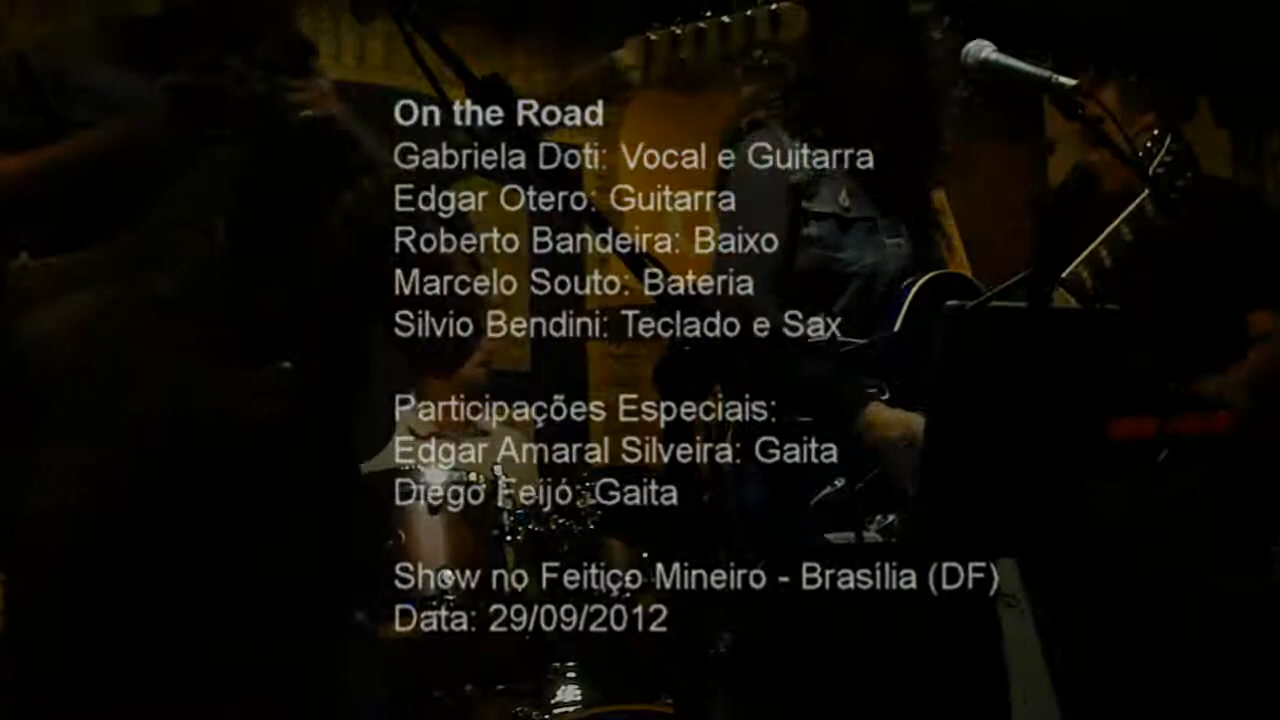 On the Road
Gabriela Doti: Vocal e Guitarra
Edgar Otero: Guitarra
Roberto Bandeira: Baixo
Marcelo Souto: Bateria
Silvio Bendini: Teclado e Sax
Participações Especiais:
Edgar Amaral Silveira: Gaita
Diego Feijó: Gaita
Show no Feitiço Mineiro - Brasília (DF)
Data: 29/09/2012